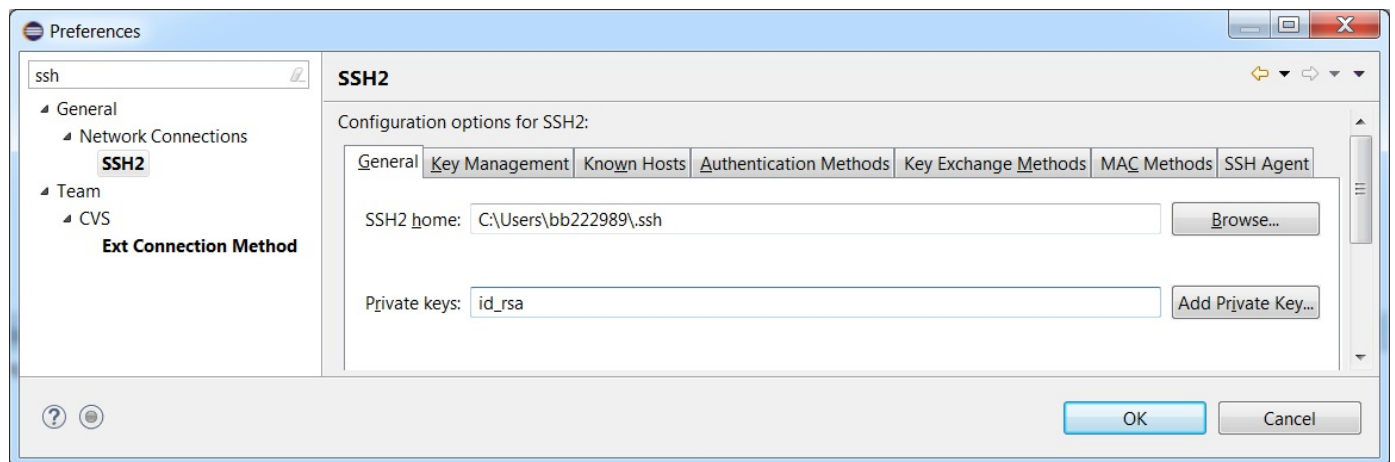 Preferences
ssh
General
Network Connections
SSH2
Team
CVS
Ext Connection Method
SSH2
Configuration options for SSH2:
General Key Management Known Hosts Authentication Methods Key Exchange Methods MAC Methods SSH Agent
SSH2 home: C:\Users\bb222989\.ssh Browse...
Private keys: id_rsa Add Private Key...
OK Cancel